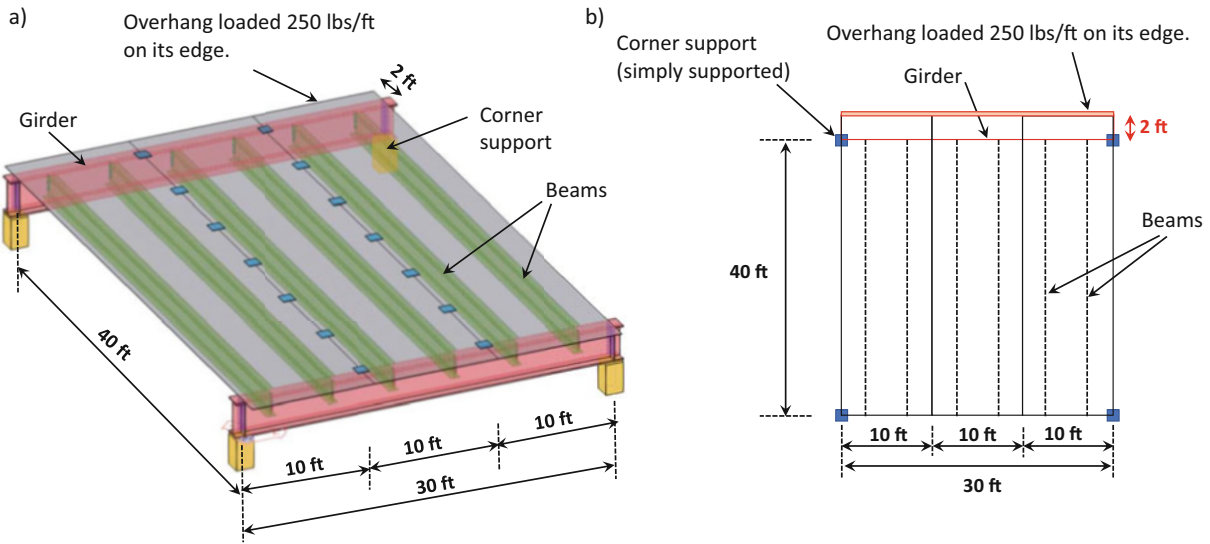 a)
Overhang loaded 250 lbs/ft
on its edge.
2 ft
Girder
Corner
support
Beams
40 ft
10 ft
10 ft
10 ft
30 ft
b)
Corner support
(simply supported)
Overhang loaded 250 lbs/ft on its edge.
Girder
2 ft
Beams
40 ft
10 ft
10 ft
10 ft
30 ft